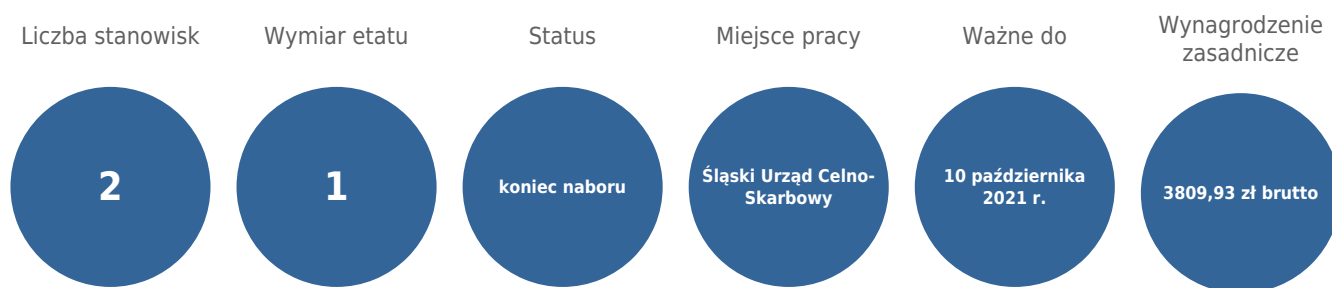 Liczba stanowisk
2
Wymiar etatu
1
Status
koniec naboru
Miejsce pracy
Śląski Urząd Celno-
Skarbowy
Ważne do
10 października
2021 r.
Wynagrodzenie
zasadnicze
3809,93 zł brutto